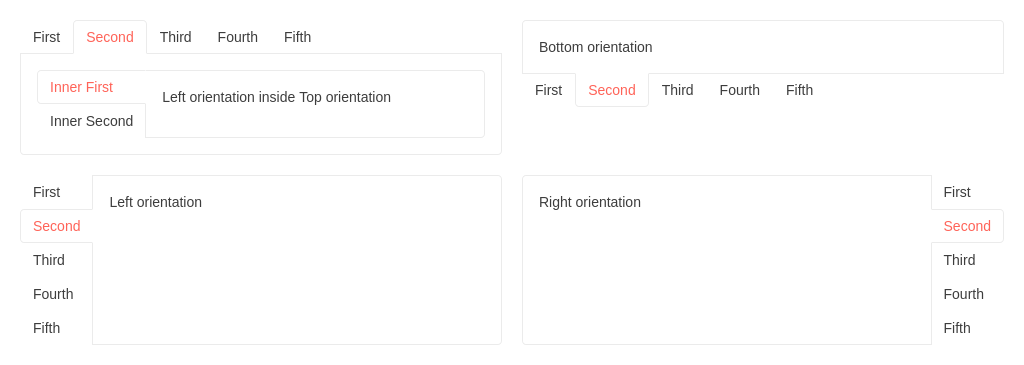 First Second Third Fourth Fifth
Inner First
Left orientation inside Top orientation
Inner Second
Bottom orientation
First Second Third Fourth Fifth
First
Second
Third
Fourth
Fifth
Left orientation
Right orientation
First
Second
Third
Fourth
Fifth